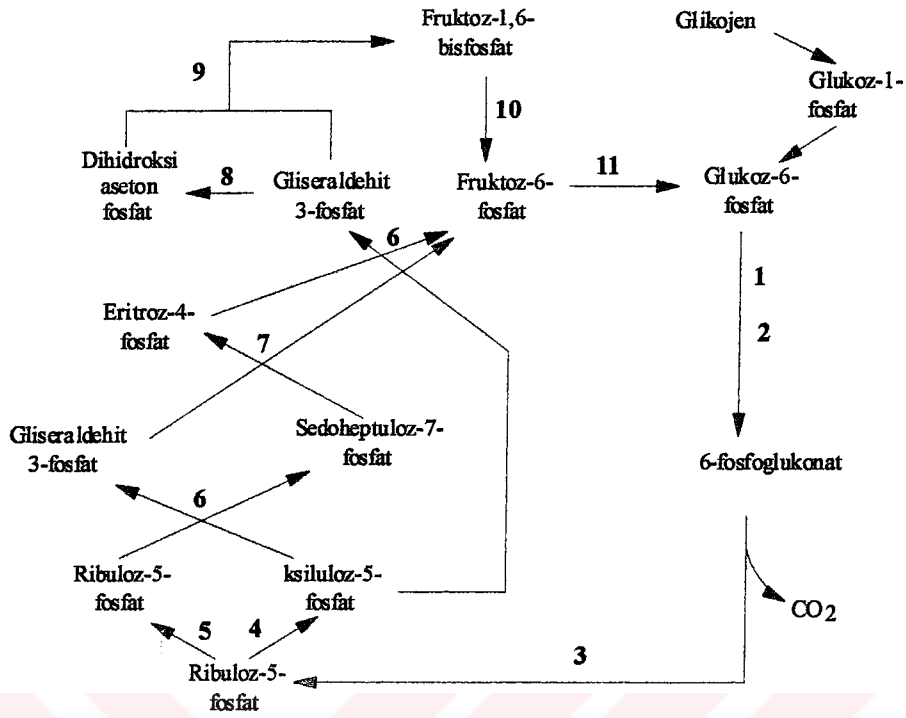 Fruktoz-1,6-
bisfosfat
Glikojen
Glukoz-1-
fosfat
9
10
Dihidroksi
aseton
fosfat
8
Gliseraldehit
3-fosfat
Fruktoz-6-
fosfat
11
Glukoz-6-
fosfat
6
1
2
Eritroz-4-
fosfat
7
Gliseraldehit
3-fosfat
Sedoheptuloz-7-
fosfat
6-fosfoglukonat
6
Ribuloz-5-
fosfat
ksiluloz-5-
fosfat
CO2
5
4
3
Ribuloz-5-
fosfat